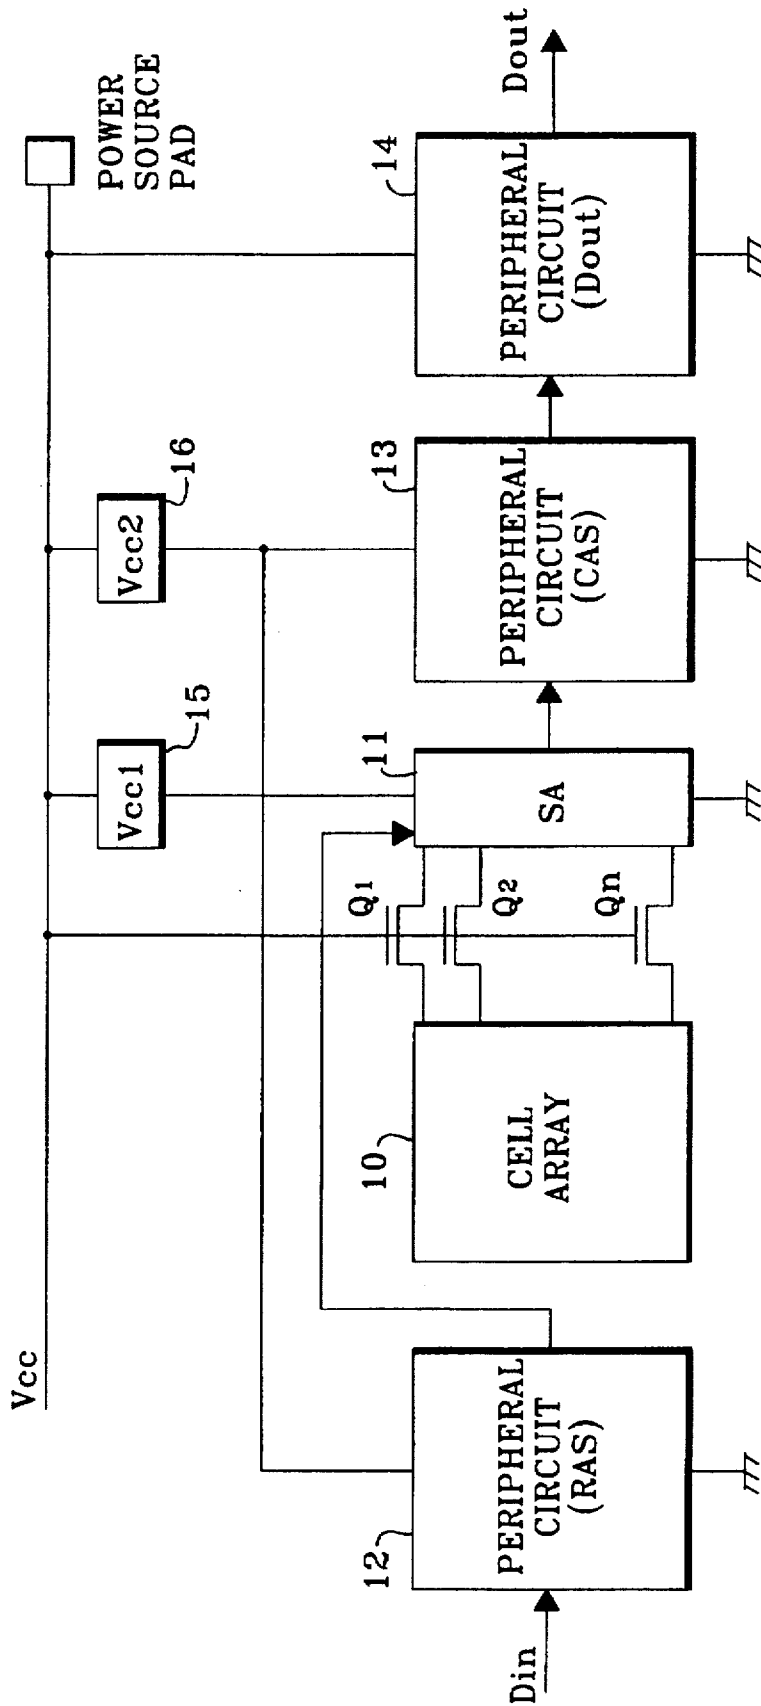 Vcc
POWER
SOURCE
PAD
Vcc1
15
Vcc2
16
Din
12
PERIPHERAL
CIRCUIT
(RAS)
10
CELL
ARRAY
Q1
Q2
Qn
11
SA
13
PERIPHERAL
CIRCUIT
(CAS)
14
PERIPHERAL
CIRCUIT
(Dout)
Dout